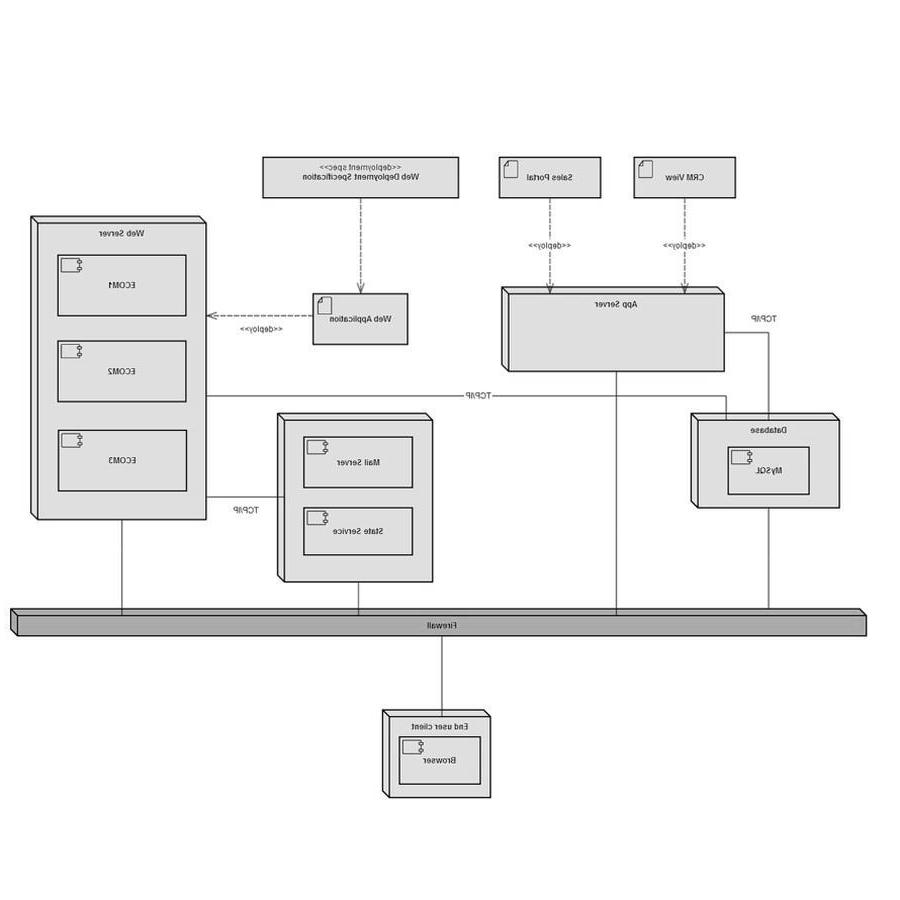 <<deployment spec>>
Web Deployment Specification
Sales Portal
CRM View
Web Server
<<deploy>>
<<deploy>>
ECOM1
App Server
Web Application
TCP/IP
<<deploy>>
ECOM2
TCP/IP
Database
ECOM3
Mail Server
MySQL
TCP/IP
State Service
Firewall
End user client
Browser